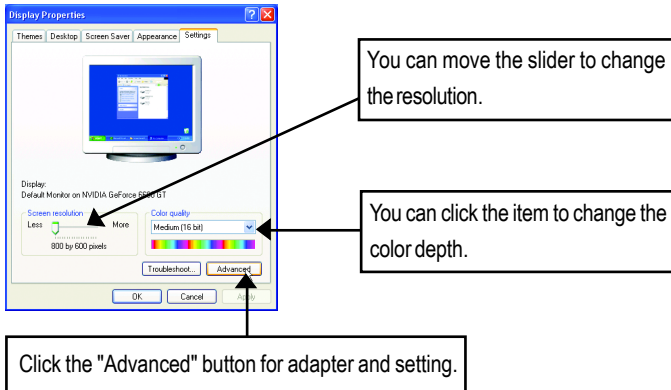 Display Properties
Themes Desktop Screen Saver Appearance Settings
You can move the slider to change
the resolution.
Display:
Default Monitor on NVIDIA GeForce 6600 GT
Screen resolution
Less More
800 by 600 pixels
Color quality
Medium (16 bit)
You can click the item to change the
color depth.
Troubleshoot... Advanced
OK Cancel Apply
Click the "Advanced" button for adapter and setting.